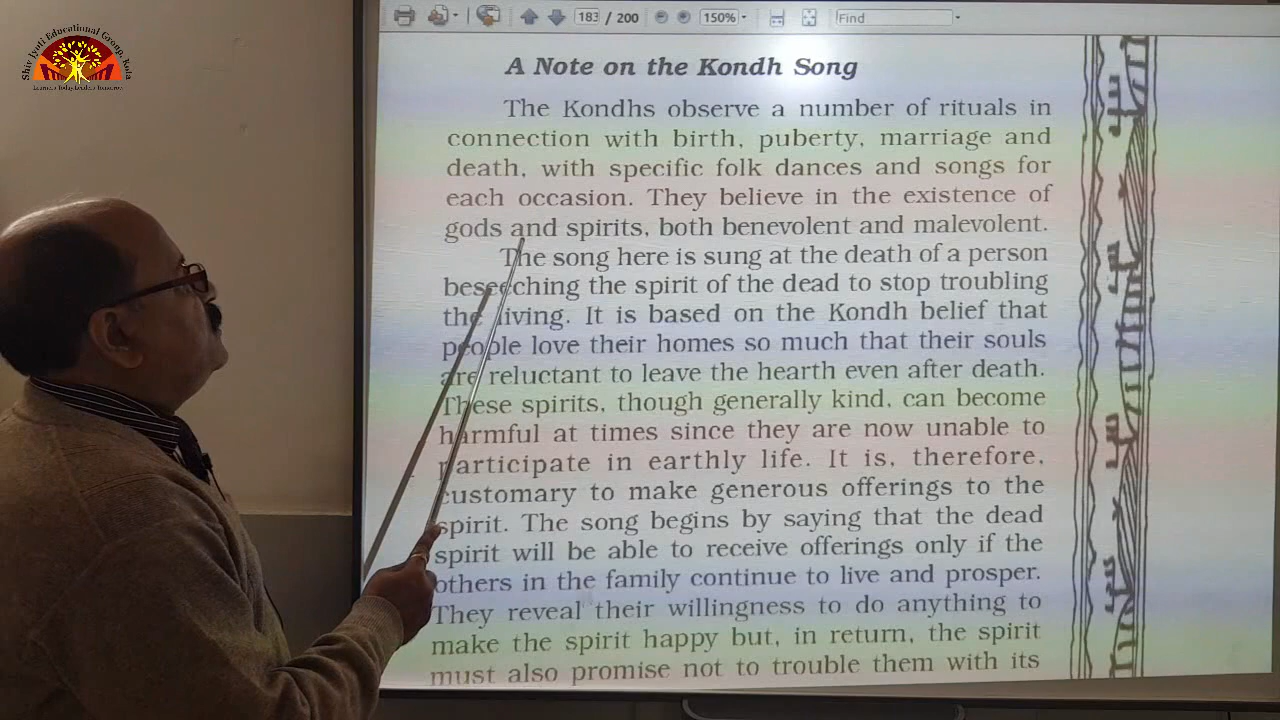 Shiv Jyoti Educational Group, Kota
Learners Today, Leaders Tomorrow
183 / 200
150%
Find
A Note on the Kondh Song
The Kondhs observe a number of rituals in
connection with birth, puberty, marriage and
death, with specific folk dances and songs for
each occasion. They believe in the existence of
gods and spirits, both benevolent and malevolent.
The song here is sung at the death of a person
beseeching the spirit of the dead to stop troubling
the living. It is based on the Kondh belief that
people love their homes so much that their souls
are reluctant to leave the hearth even after death.
These spirits, though generally kind, can become
harmful at times since they are now unable to
participate in earthly life. It is, therefore,
customary to make generous offerings to the
spirit. The song begins by saying that the dead
spirit will be able to receive offerings only if the
others in the family continue to live and prosper.
They reveal their willingness to do anything to
make the spirit happy but, in return, the spirit
must also promise not to trouble them with its